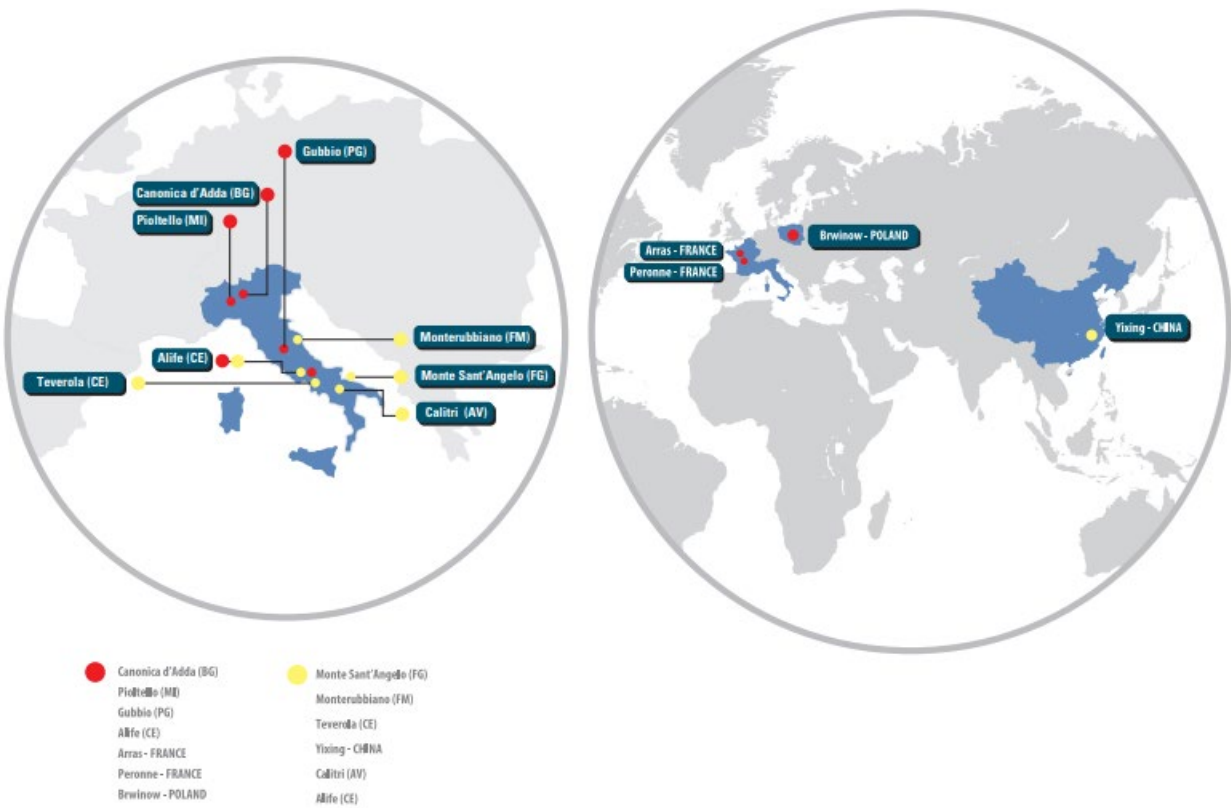 Gubbio (PG)
Canonica d'Adda (BG)
Pioltello (MI)
Monterubbiano (FM)
Alife (CE)
Monte Sant'Angelo (FG)
Teverola (CE)
Calitri (AV)
Brwinow - POLAND
Arras - FRANCE
Peronne - FRANCE
Yixing - CHINA
Canonica d'Adda (BG)
Pioltello (MI)
Gubbio (PG)
Alife (CE)
Arras - FRANCE
Peronne - FRANCE
Brwinow - POLAND
Monte Sant'Angello (FG)
Monterubbiano (FM)
Teverola (CE)
Yixing - CHINA
Calitri (AV)
Alife (CE)